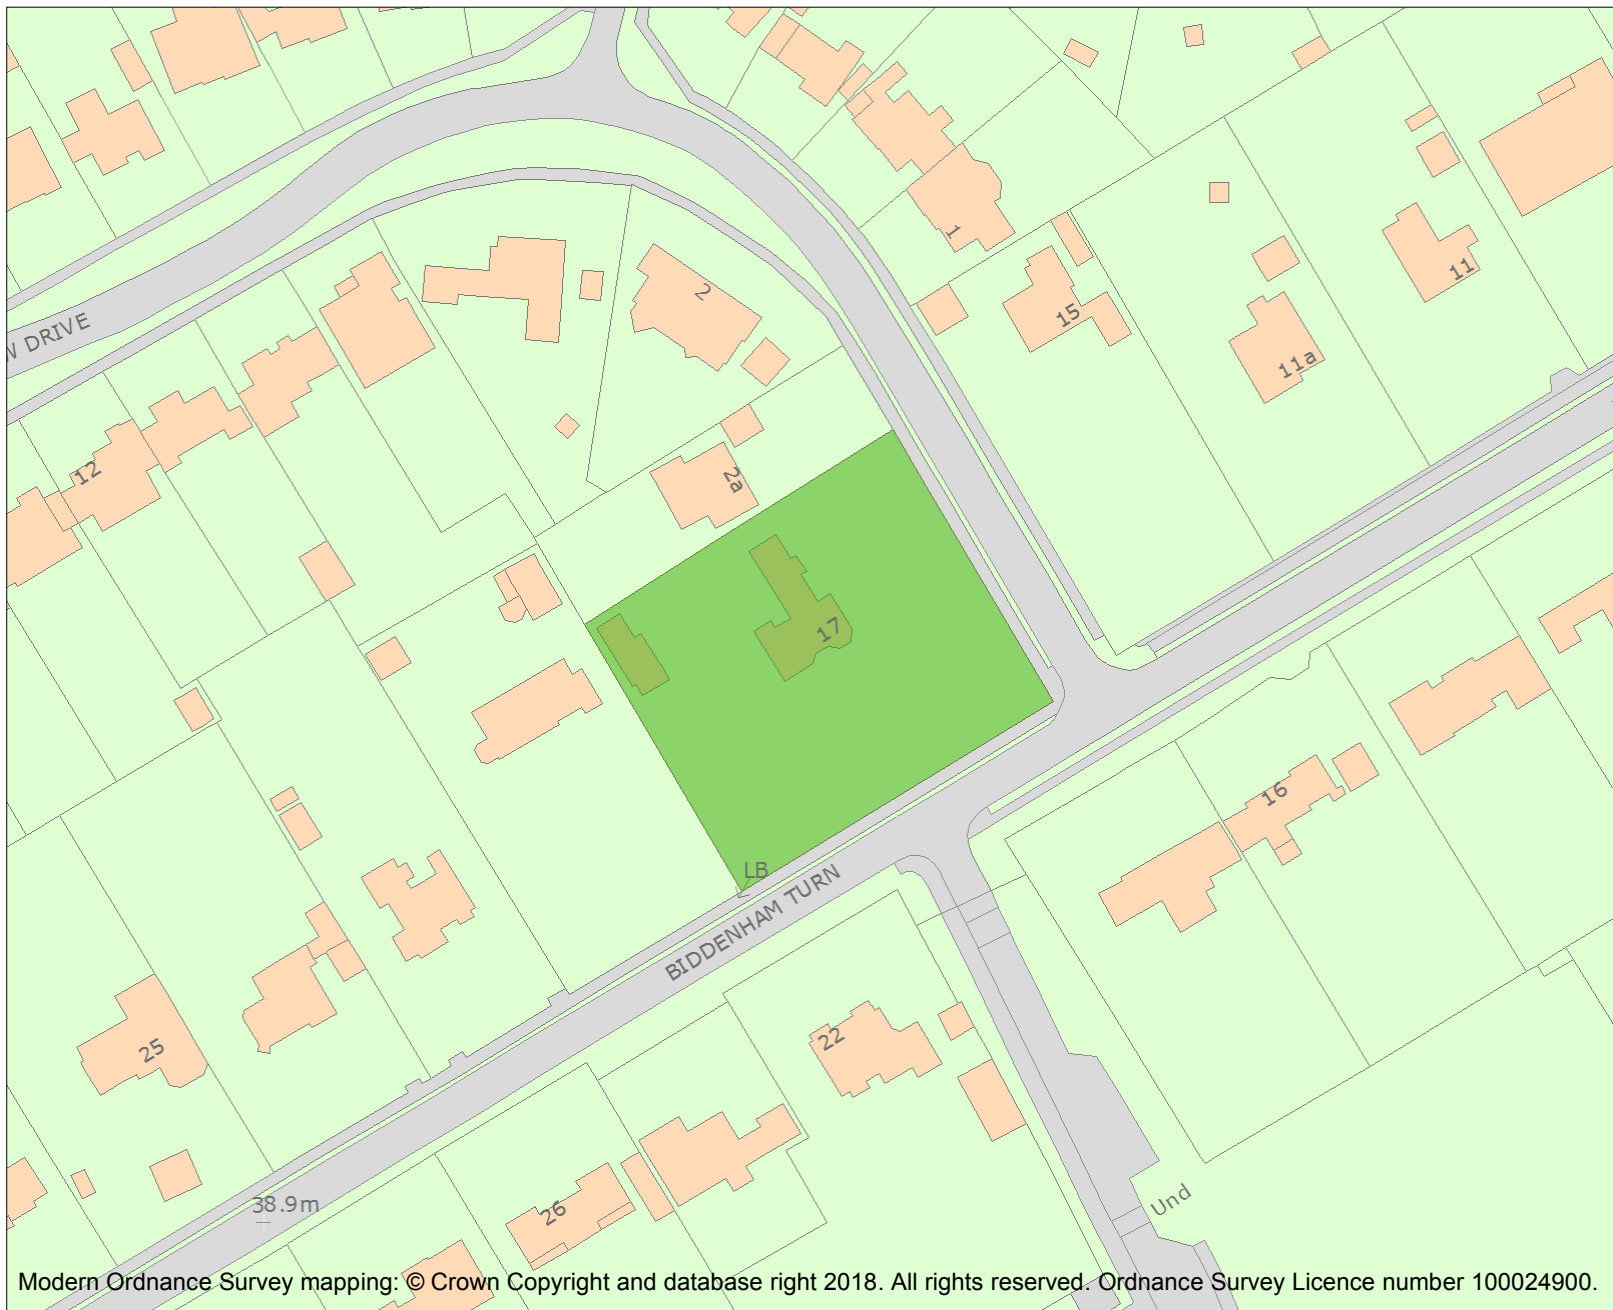 1
2
15
11
11a
W DRIVE
12
2a
17
16
LB
BIDDENHAM TURN
25
22
26
Und
38.9m
Modern Ordnance Survey mapping: © Crown Copyright and database right 2018. All rights reserved. Ordnance Survey Licence number 100024900.